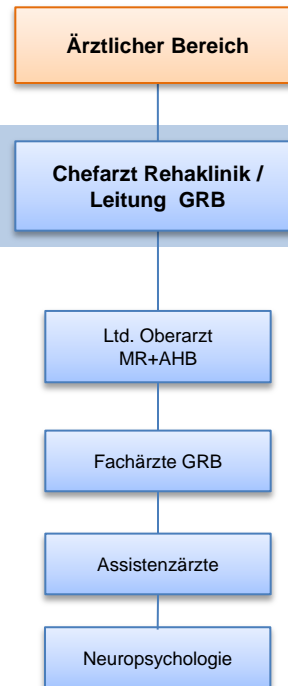 Ärztlicher Bereich
Chefarzt Rehaklinik /
Leitung GRB
Ltd. Oberarzt
MR+AHB
Fachärzte GRB
Assistenzärzte
Neuropsychologie